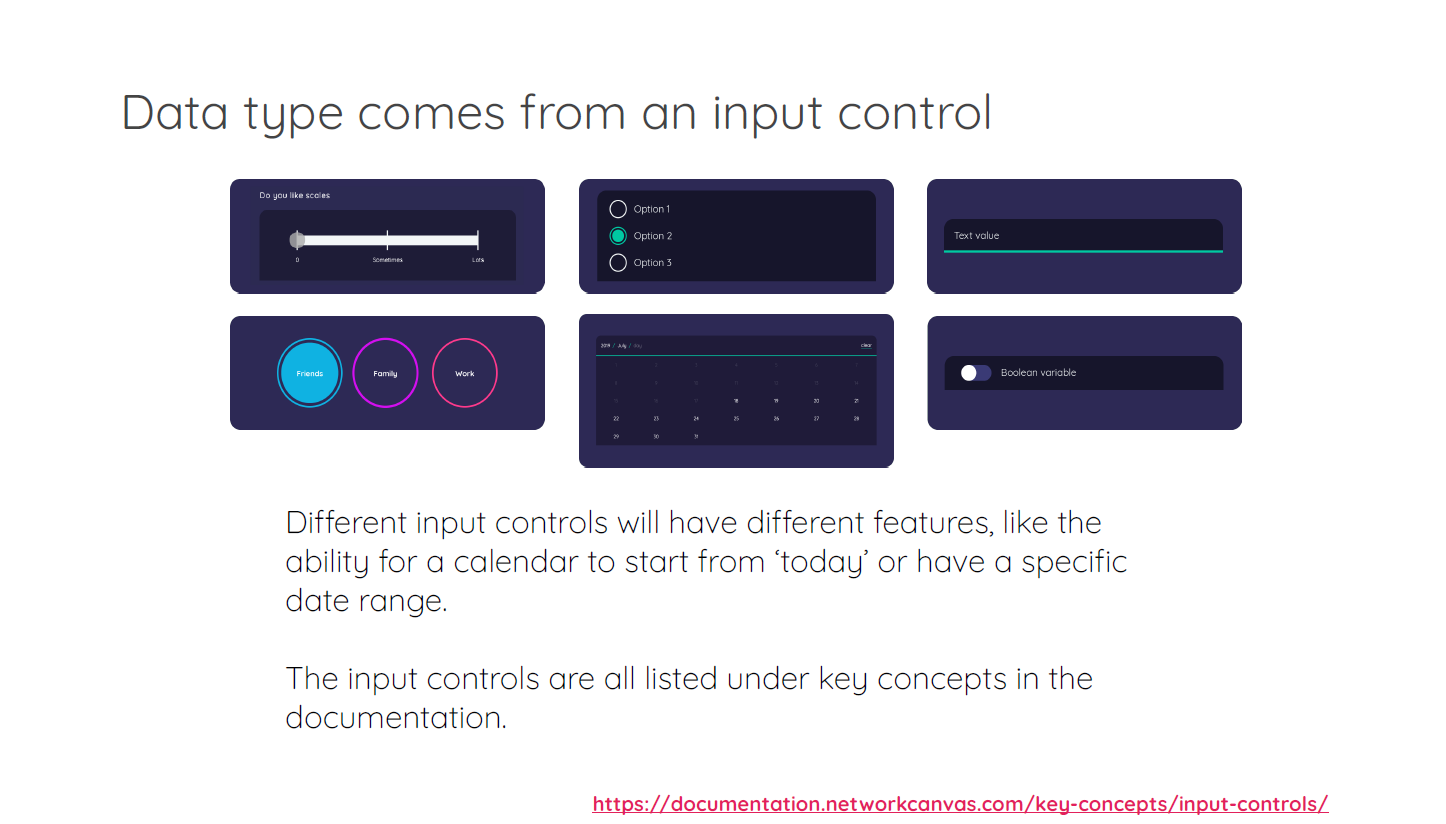 Data type comes from an input control
Do you like scales
0 Sometimes Lots
Option 1
Option 2
Option 3
Text value
Friends Family Work
2019 / July / day clear
18 19 20 21
22 23 24 25 26 27 28
29 30 31
Boolean variable
Different input controls will have different features, like the
ability for a calendar to start from ‘today’ or have a specific
date range.
The input controls are all listed under key concepts in the
documentation.
https://documentation.networkcanvas.com/key-concepts/input-controls/